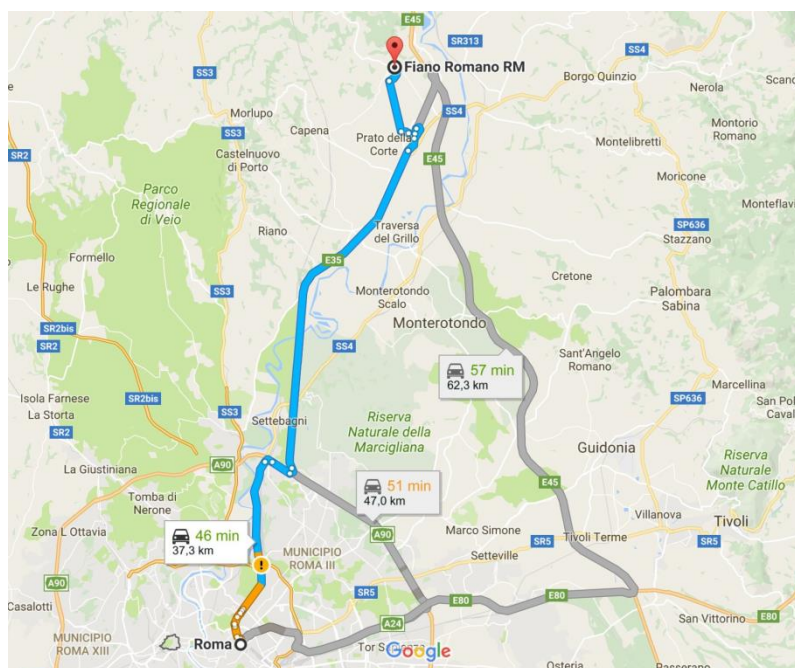 E45
SR313
SS4
Fiano Romano RM
Borgo Quinzio
Nerola
SS3
Morlupo
Capena
SS4
Montorio
Romano
SR2
SS3
Prato della
Corte
Montelibretti
Castelnuovo
di Porto
E45
Moricone
Parco
Regionale
di Veio
Monteflavi
Riano
Traversa
del Grillo
SP636
Stazzano
Formello
E35
Cretone
Le Rughe
SS3
Monterotondo
Scalo
Palombara
Sabina
SR2bis
Monterotondo
SR2
SS4
57 min
62,3 km
Sant'Angelo
Romano
Marcellina
Isola Farnese
SR2bis
SS3
SP636
San Pol
Caval
La Storta
Settebagni
SR2
Riserva
Naturale della
Marcigliana
Guidonia
A90
Riserva
Naturale
Monte Catillo
La Giustiniana
51 min
47,0 km
E45
Tomba di
Nerone
Villanova
Tivoli
Zona L Ottavia
46 min
37,3 km
A90
Marco Simone
Tivoli Terme
SR5
SR5
MUNICIPIO
ROMA III
Setteville
A90
SR5
E80
E80
Casalotti
A24
San Vittorino
E80
MUNICIPIO
ROMA XIII
Roma
Google
Osteria